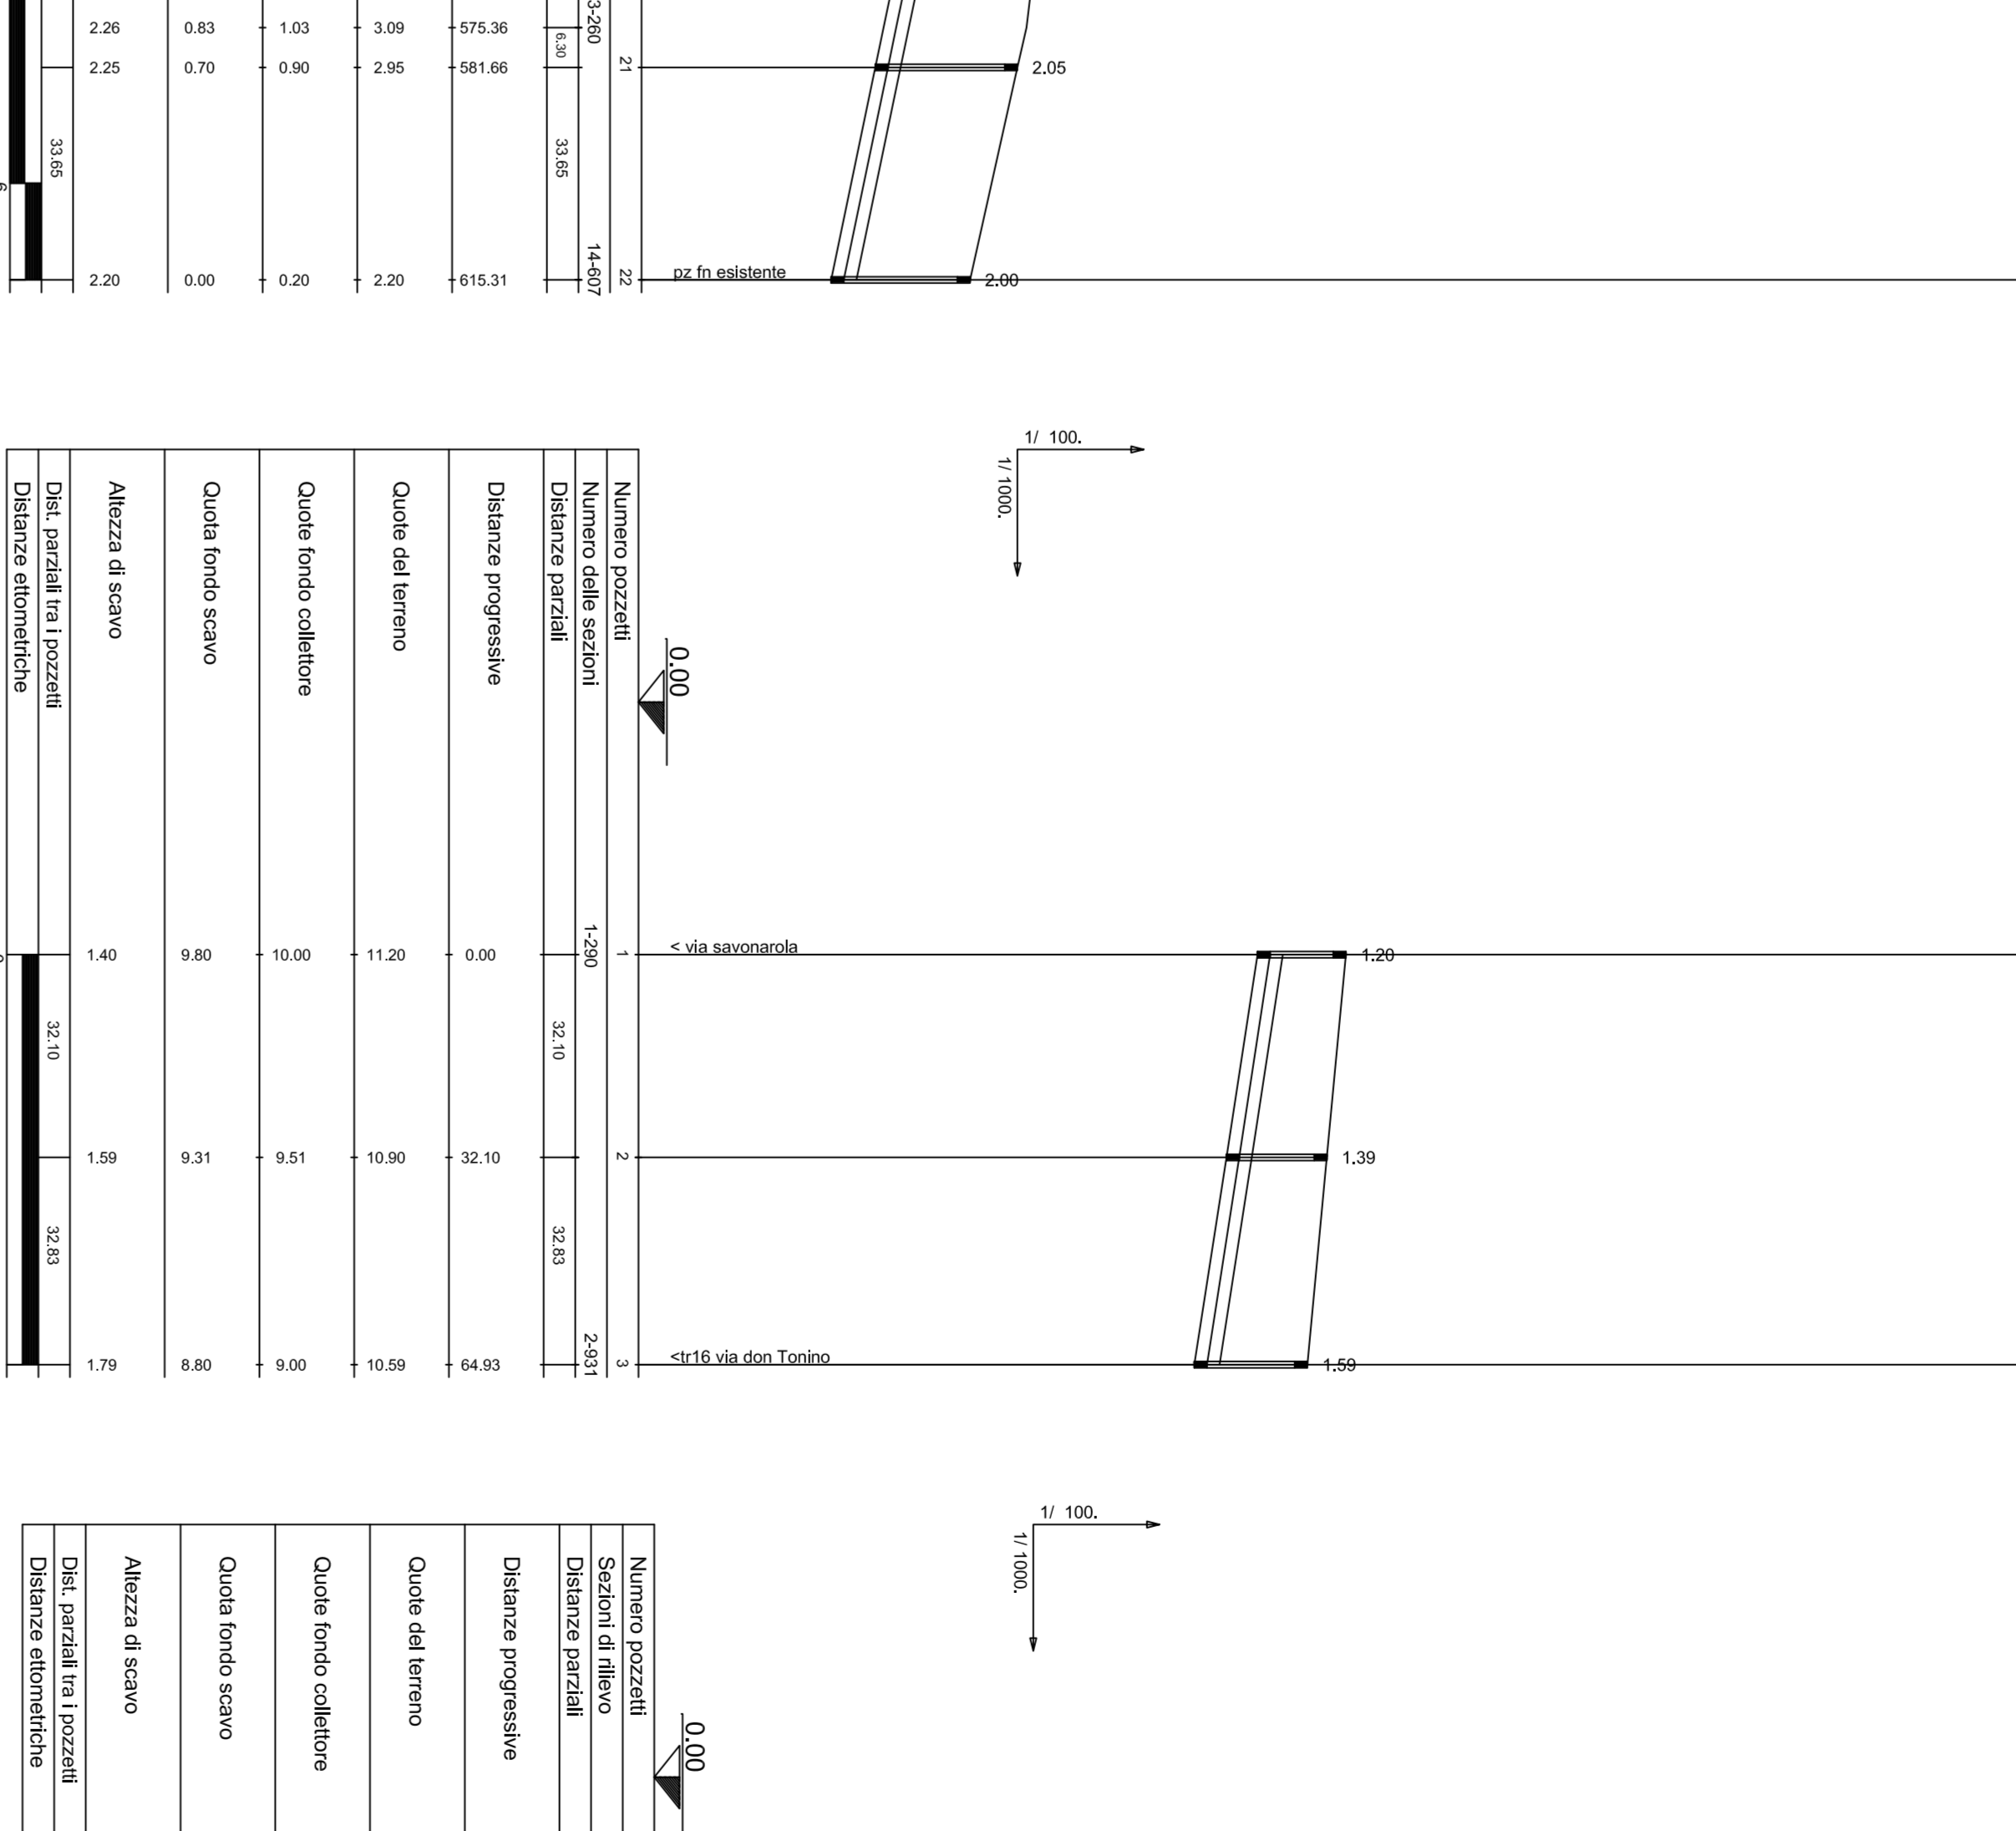 2.26 0.83 1.03 3.09 575.36 6.30 3-260
2.25 0.70 0.90 2.95 581.66 21 2.05
33.65 33.65
2.20 0.00 0.20 2.20 615.31 14-607 22 pz fn esistente 2.00
1/ 100.
1/ 1000.
Numero pozzetti
Numero delle sezioni
Distanze parziali
Distanze progressive
Quote del terreno
Quote fondo collettore
Quota fondo scavo
Altezza di scavo
Dist. parziali tra i pozzetti
Distanze ettometriche
0.00
1.40 9.80 10.00 11.20 0.00 1-290 1 < via savonarola 1.20
32.10 32.10
1.59 9.31 9.51 10.90 32.10 2 1.39
32.83 32.83
1.79 8.80 9.00 10.59 64.93 2-931 3 <tr16 via don Tonino 1.59
1/ 100.
1/ 1000.
Numero pozzetti
Sezioni di rilievo
Distanze parziali
Distanze progressive
Quote del terreno
Quote fondo collettore
Quota fondo scavo
Altezza di scavo
Dist. parziali tra i pozzetti
Distanze ettometriche
0.00